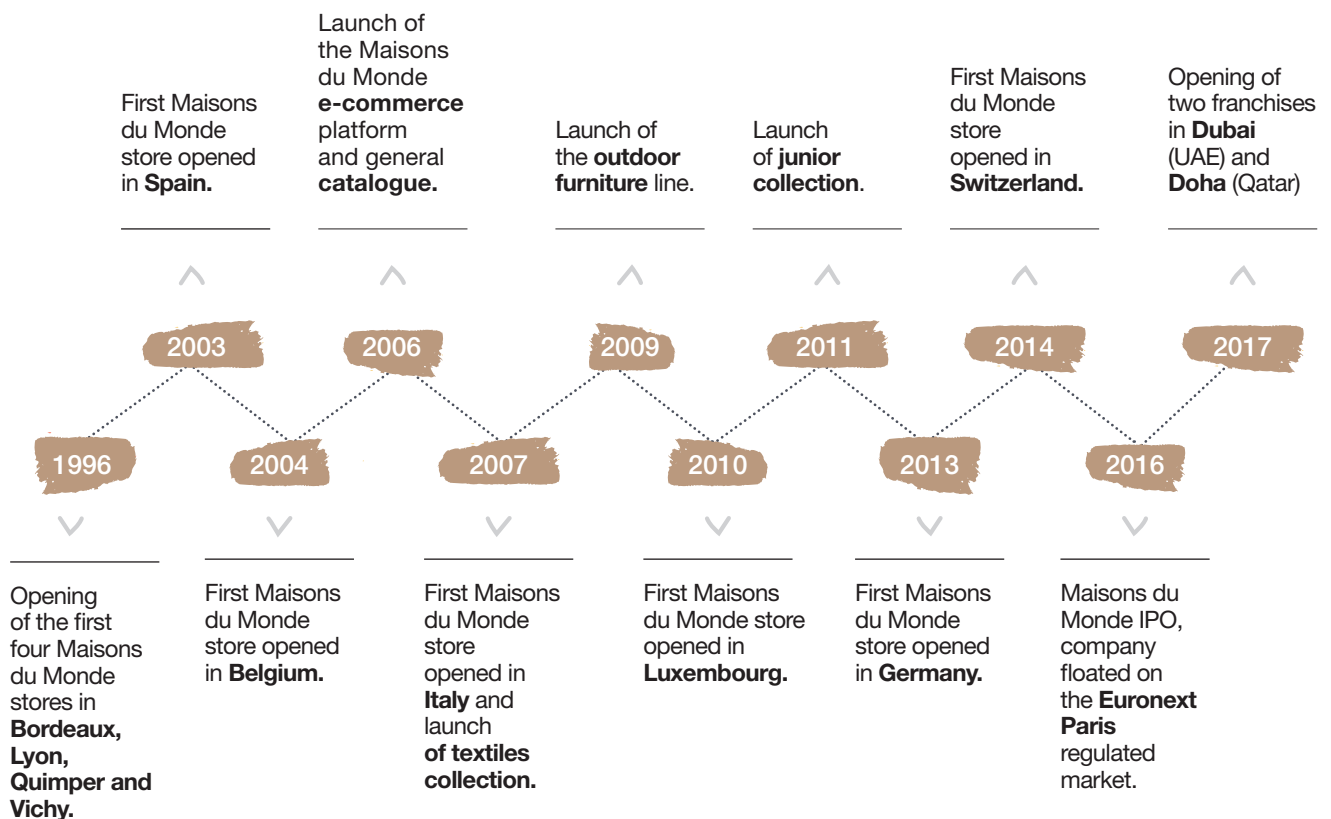 Launch of
the Maisons
du Monde
e-commerce
platform
and general
catalogue.
First Maisons
du Monde
store opened
in Spain.
Launch of
the outdoor
furniture line.
Launch
of junior
collection.
First Maisons
du Monde
store
opened in
Switzerland.
Opening of
two franchises
in Dubai
(UAE) and
Doha (Qatar)
2003
2006
2009
2011
2014
2017
1996
2004
2007
2010
2013
2016
Opening
of the first
four Maisons
du Monde
stores in
Bordeaux,
Lyon,
Quimper and
Vichy.
First Maisons
du Monde
store opened
in Belgium.
First Maisons
du Monde
store
opened in
Italy and
launch
of textiles
collection.
First Maisons
du Monde store
opened in
Luxembourg.
First Maisons
du Monde
store opened
in Germany.
Maisons du
Monde IPO,
company
floated on
the Euronext
Paris
regulated
market.